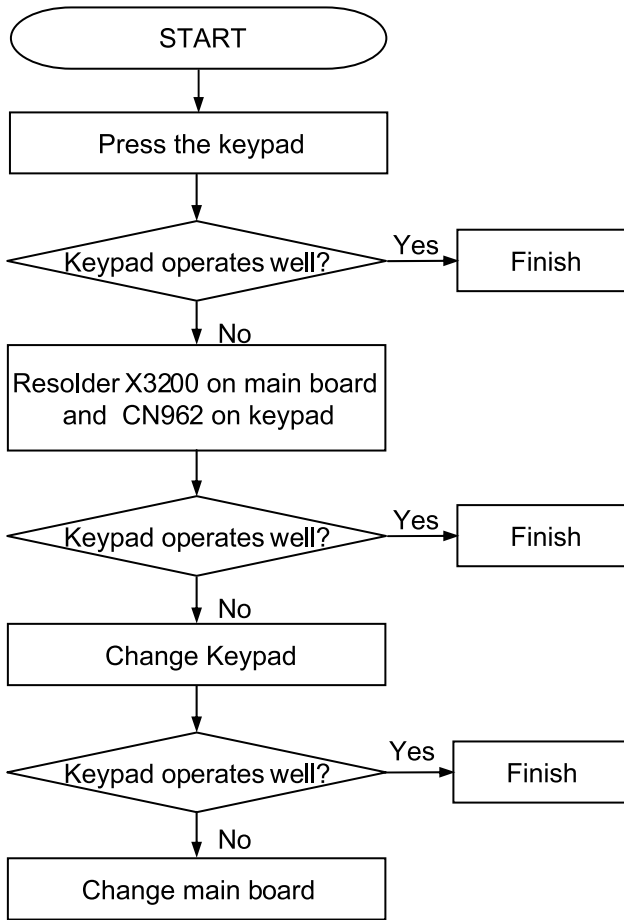 START
Press the keypad
Keypad operates well?
Yes
Finish
No
Resolder X3200 on main board
and CN962 on keypad
Keypad operates well?
Yes
Finish
No
Change Keypad
Keypad operates well?
Yes
Finish
No
Change main board